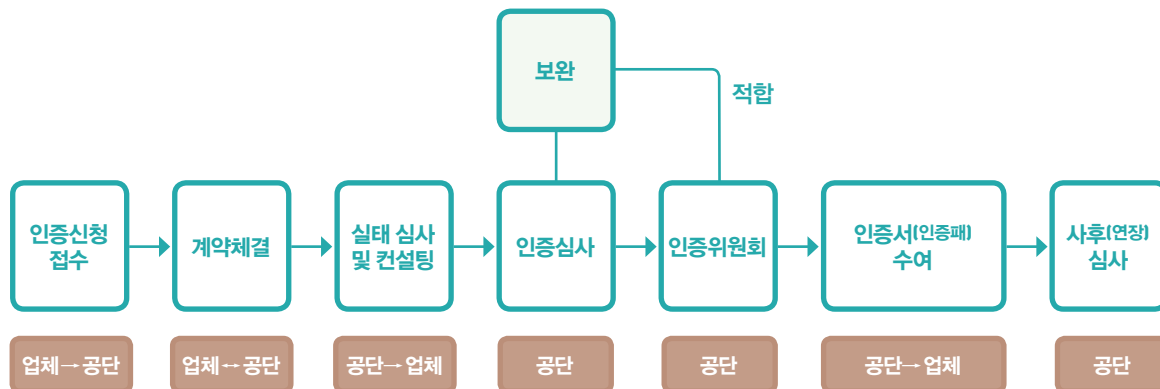 보완
적합
인증신청
접수
계약체결
실태 심사
및 컨설팅
인증심사
인증위원회
인증서(인증패)
수여
사후(연장)
심사
업체→공단
업체↔공단
공단→업체
공단
공단
공단→업체
공단